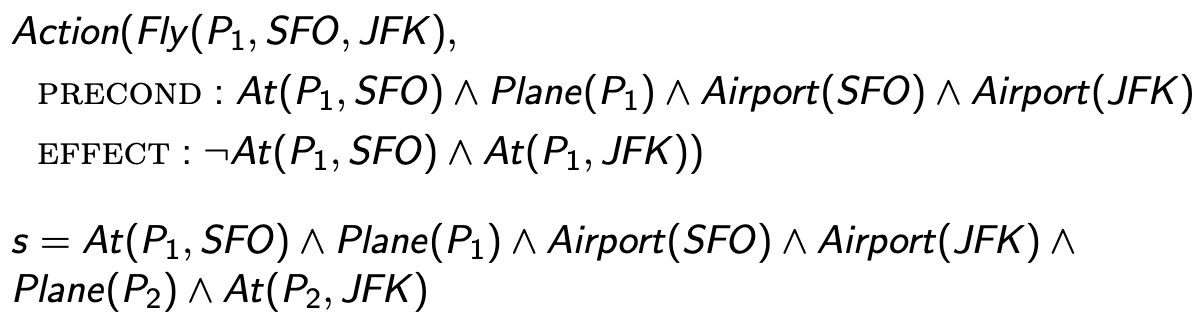 Action(Fly(P₁, SFO, JFK),
PRECOND : At(P₁, SFO) ∧ Plane(P₁) ∧ Airport(SFO) ∧ Airport(JFK)
EFFECT : ¬At(P₁, SFO) ∧ At(P₁, JFK))
s = At(P₁, SFO) ∧ Plane(P₁) ∧ Airport(SFO) ∧ Airport(JFK) ∧
Plane(P₂) ∧ At(P₂, JFK)